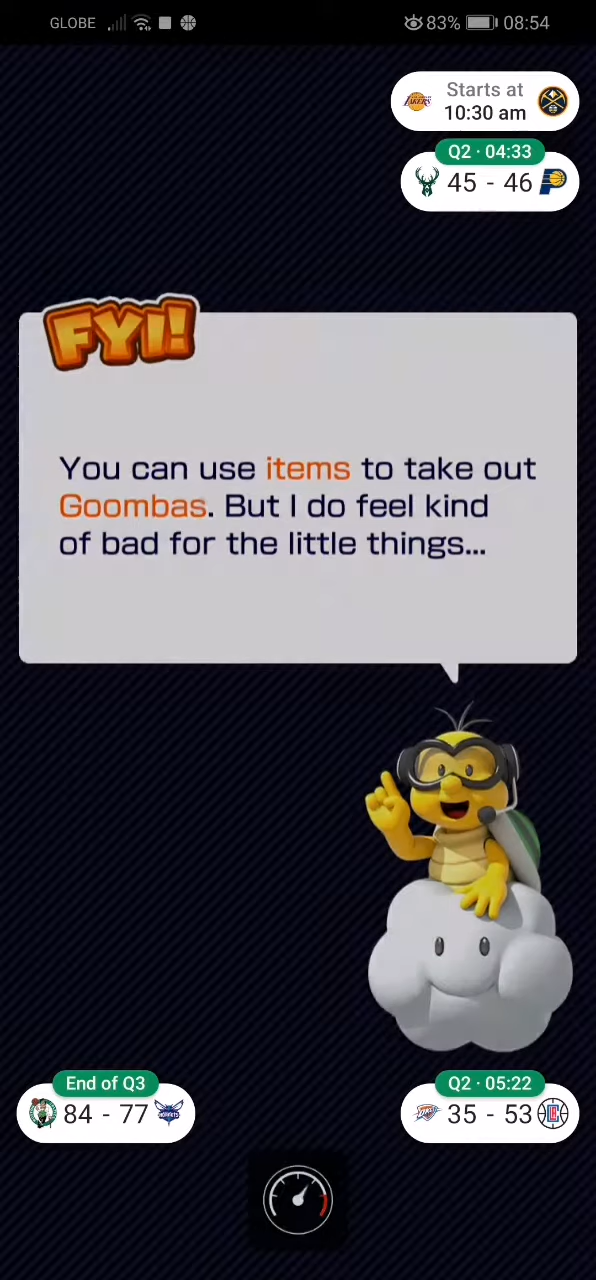 GLOBE 83% 08:54
LAKERS
Starts at
10:30 am
Q2 · 04:33
45 - 46
FYI!
You can use items to take out
Goombas. But I do feel kind
of bad for the little things...
End of Q3
84 - 77
HORNETS
Q2 · 05:22
35 - 53